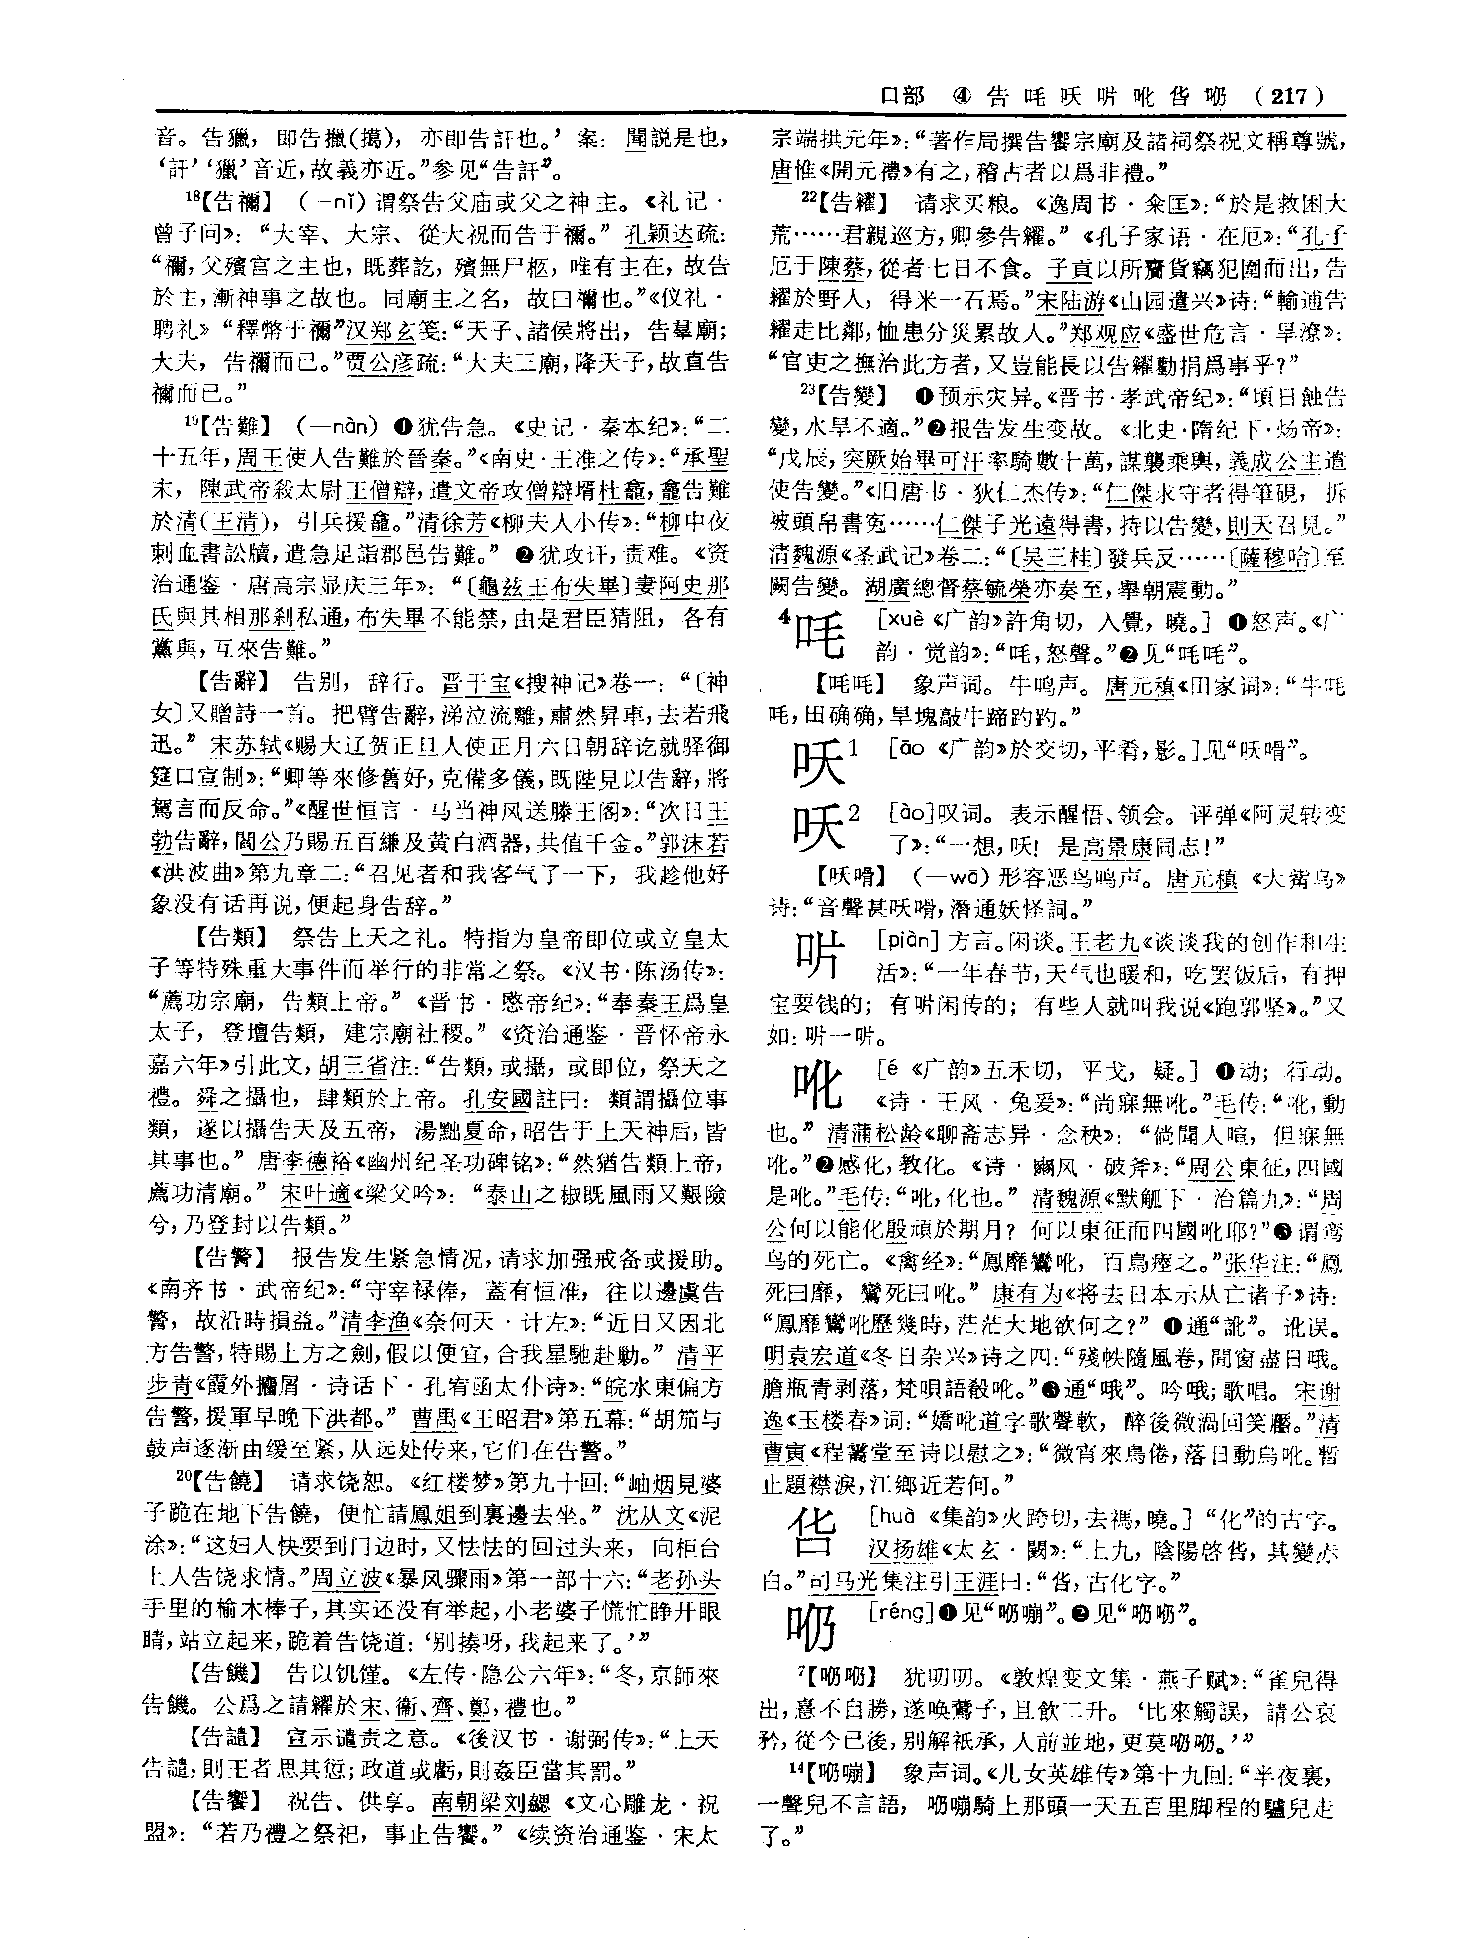 口部 ④ 告吒呋㕩吪㕦㕼（217）
音。告獵，即告擸(搗)，亦即告訐也。’案：聞説是也，
‘訐’‘獵’音近，故義亦近。”参见“告訐”。
¹⁸【告禰】（–nǐ）谓祭告父庙或父之神主。《礼记·
曾子问》：“大宰、大宗、從大祝而告于禰。”孔颖达疏：
“禰，父殯宫之主也，既葬訖，殯無尸柩，唯有主在，故告
於主，漸神事之故也。同廟主之名，故曰禰也。”《仪礼·
聘礼》“釋幣于禰”汉郑玄笺：“天子、諸侯將出，告羣廟；
大夫，告禰而已。”贾公彦疏：“大夫三廟，降天子，故直告
禰而已。”
¹⁹【告難】（—nàn）❶犹告急。《史记·秦本纪》：“二
十五年，周王使人告難於晉秦。”《南史·王准之传》：“承聖
末，陳武帝殺太尉王僧辯，遣文帝攻僧辯壻杜龕，龕告難
於清(王清)，引兵援龕。”清徐芳《柳夫人小传》：“柳中夜
刺血書訟牘，遣急足詣郡邑告難。”❷犹攻讦，责难。《资
治通鉴·唐高宗显庆三年》：“〔龜兹王布失畢〕妻阿史那
氏與其相那利私通，布失畢不能禁，由是君臣猜阻，各有
黨與，互來告難。”
【告辭】 告别，辞行。晋干宝《搜神记》卷一：“〔神
女〕又贈詩一首。把臂告辭，涕泣流離，肅然昇車，去若飛
迅。”宋苏轼《赐大辽贺正旦人使正月六日朝辞讫就驿御
筵口宣制》：“卿等來修舊好，克備多儀，既陛見以告辭，將
駕言而反命。”《醒世恒言·马当神风送滕王阁》：“次日王
勃告辭，閻公乃賜五百縑及黄白酒器，共值千金。”郭沫若
《洪波曲》第九章二：“召见者和我客气了一下，我趁他好
象没有话再说，便起身告辞。”
【告類】 祭告上天之礼。特指为皇帝即位或立皇太
子等特殊重大事件而举行的非常之祭。《汉书·陈汤传》：
“薦功宗廟，告類上帝。”《晋书·愍帝纪》：“奉秦王爲皇
太子，登壇告類，建宗廟社稷。”《资治通鉴·晋怀帝永
嘉六年》引此文，胡三省注：“告類，或攝，或即位，祭天之
禮。舜之攝也，肆類於上帝。孔安國註曰：類謂攝位事
類，遂以攝告天及五帝，湯黜夏命，昭告于上天神后，皆
其事也。”唐李德裕《幽州纪圣功碑铭》：“然猶告類上帝，
薦功清廟。”宋叶適《梁父吟》：“泰山之椒既風雨又艱險
兮，乃登封以告類。”
【告警】 报告发生紧急情况，请求加强戒备或援助。
《南齐书·武帝纪》：“守宰禄俸，蓋有恒准，往以邊虞告
警，故沿時損益。”清李渔《奈何天·计左》：“近日又因北
方告警，特賜上方之劍，假以便宜，合我星馳赴勦。”清平
步青《霞外攟屑·诗话下·孔宥函太仆诗》：“皖水東偏方
告警，援軍早晚下洪都。”曹禺《王昭君》第五幕：“胡笳与
鼓声逐渐由缓至紧，从远处传来，它们在告警。”
²⁰【告饒】 请求饶恕。《红楼梦》第九十回：“岫烟見婆
子跪在地下告饒，便忙請鳳姐到裏邊去坐。”沈从文《泥
涂》：“这妇人快要到门边时，又怯怯的回过头来，向柜台
上人告饶求情。”周立波《暴风骤雨》第一部十六：“老孙头
手里的榆木棒子，其实还没有举起，小老婆子慌忙睁开眼
睛，站立起来，跪着告饶道：‘别揍呀，我起来了。’”
【告饑】 告以饥馑。《左传·隐公六年》：“冬，京師來
告饑。公爲之請糴於宋、衞、齊、鄭，禮也。”
【告譴】 宣示谴责之意。《後汉书·谢弼传》：“上天
告譴，則王者思其愆；政道或虧，則姦臣當其罰。”
【告饗】 祝告、供享。南朝梁刘勰《文心雕龙·祝
盟》：“若乃禮之祭祀，事止告饗。”《续资治通鉴·宋太
宗端拱元年》：“著作局撰告饗宗廟及諸祠祭祝文稱尊號，
唐惟《開元禮》有之，稽占者以爲非禮。”
²²【告糴】 请求买粮。《逸周书·籴匡》：“於是救困大
荒……君親巡方，卿參告糴。”《孔子家语·在厄》：“孔子
厄于陳蔡，從者七日不食。子貢以所齎貨竊犯圍而出，告
糴於野人，得米一石焉。”宋陆游《山园遣兴》诗：“輸逋告
糴走比鄰，恤患分災累故人。”郑观应《盛世危言·旱潦》：
“官吏之撫治此方者，又豈能長以告糴勸捐爲事乎？”
²³【告變】 ❶预示灾异。《晋书·孝武帝纪》：“頃日蝕告
變，水旱不適。”❷报告发生变故。《北史·隋纪下·炀帝》：
“戊辰，突厥始畢可汗率騎數十萬，謀襲乘輿，義成公主遣
使告變。”《旧唐书·狄仁杰传》：“仁傑求守者得筆硯，拆
被頭帛書冤……仁傑子光遠得書，持以告變，則天召見。”
清魏源《圣武记》卷二：“〔吴三桂〕發兵反……〔薩穆哈〕至
闕告變。湖廣總督蔡毓榮亦奏至，舉朝震動。”
⁴吒 [xuè《广韵》許角切，入覺，曉。] ❶怒声。《广
韵·觉韵》：“吒，怒聲。”❷见“吒吒”。
【吒吒】 象声词。牛鸣声。唐元稹《田家词》：“牛吒
吒，田确确，旱塊敲牛蹄趵趵。”
呋¹ [āo《广韵》於交切，平肴，影。]见“呋㗀”。
呋² [ào]叹词。表示醒悟、领会。评弹《阿灵转变
了》：“一想，呋！是高景康同志！”
【呋㗀】（—wā）形容恶鸟鸣声。唐元稹《大觜乌》
诗：“音聲甚呋㗀，潛通妖怪詞。”
㕩 [piàn] 方言。闲谈。王老九《谈谈我的创作和生
活》：“一年春节，天气也暖和，吃罢饭后，有押
宝耍钱的；有㕩闲传的；有些人就叫我说《跑郭坚》。”又
如：㕩一㕩。
吪 [é《广韵》五禾切，平戈，疑。] ❶动；行动。
《诗·王风·兔爰》：“尚寐無吪。”毛传：“吪，動
也。”清蒲松龄《聊斋志异·念秧》：“倘聞人喧，但寐無
吪。”❷感化，教化。《诗·豳风·破斧》：“周公東征，四國
是吪。”毛传：“吪，化也。”清魏源《默觚下·治篇九》：“周
公何以能化殷頑於期月？何以東征而四國吪耶？”❸谓鸾
鸟的死亡。《禽经》：“鳳靡鸞吪，百鳥瘞之。”张华注：“鳳
死曰靡，鸞死曰吪。”康有为《将去日本示从亡诸子》诗：
“鳳靡鸞吪歷幾時，茫茫大地欲何之？”❹通“訛”。讹误。
明袁宏道《冬日杂兴》诗之四：“殘帙隨風卷，閒窗盡日哦。
膽瓶青剥落，梵唄語殽吪。”❺通“哦”。吟哦；歌唱。宋谢
逸《玉楼春》词：“嬌吪道字歌聲軟，醉後微渦回笑靨。”清
曹寅《程䔥堂至诗以慰之》：“微宵來鳥倦，落日動烏吪。暫
止題襟淚，江鄉近若何。”
㕦 [huà《集韵》火跨切，去禡，曉。]“化”的古字。
汉扬雄《太玄·闕》：“上九，陰陽啓㕦，其變赤
白。”司马光集注引王涯曰：“㕦，古化字。”
㕼 [réng]❶见“㕼嘣”。❷见“㕼㕼”。
⁷【㕼㕼】 犹叨叨。《敦煌变文集·燕子赋》：“雀兒得
出，憙不自勝，遂唤鷰子，且飲二升。‘比來觸誤，請公哀
矜，從今已後，别解祇承，人前並地，更莫㕼㕼。’”
¹⁴【㕼嘣】 象声词。《儿女英雄传》第十九回：“半夜裏，
一聲兒不言語，㕼嘣騎上那頭一天五百里脚程的驢兒走
了。”